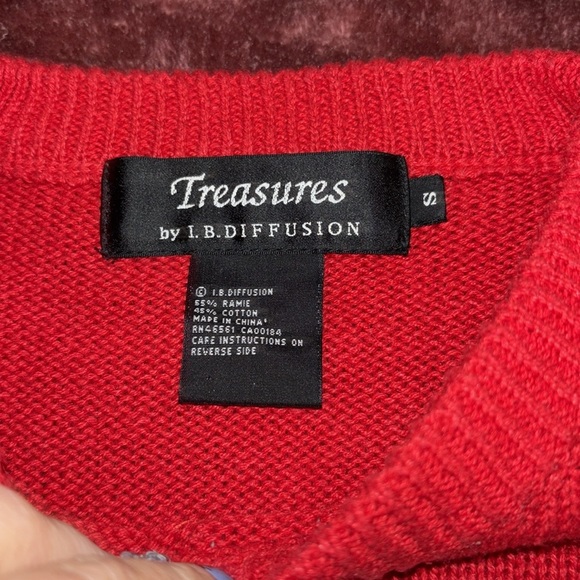 Treasures
by I.B.DIFFUSION
S
© I.B.DIFFUSION
55% RAMIE
45% COTTON
MADE IN CHINA*
RN46561 CA00184
CARE INSTRUCTIONS ON
REVERSE SIDE